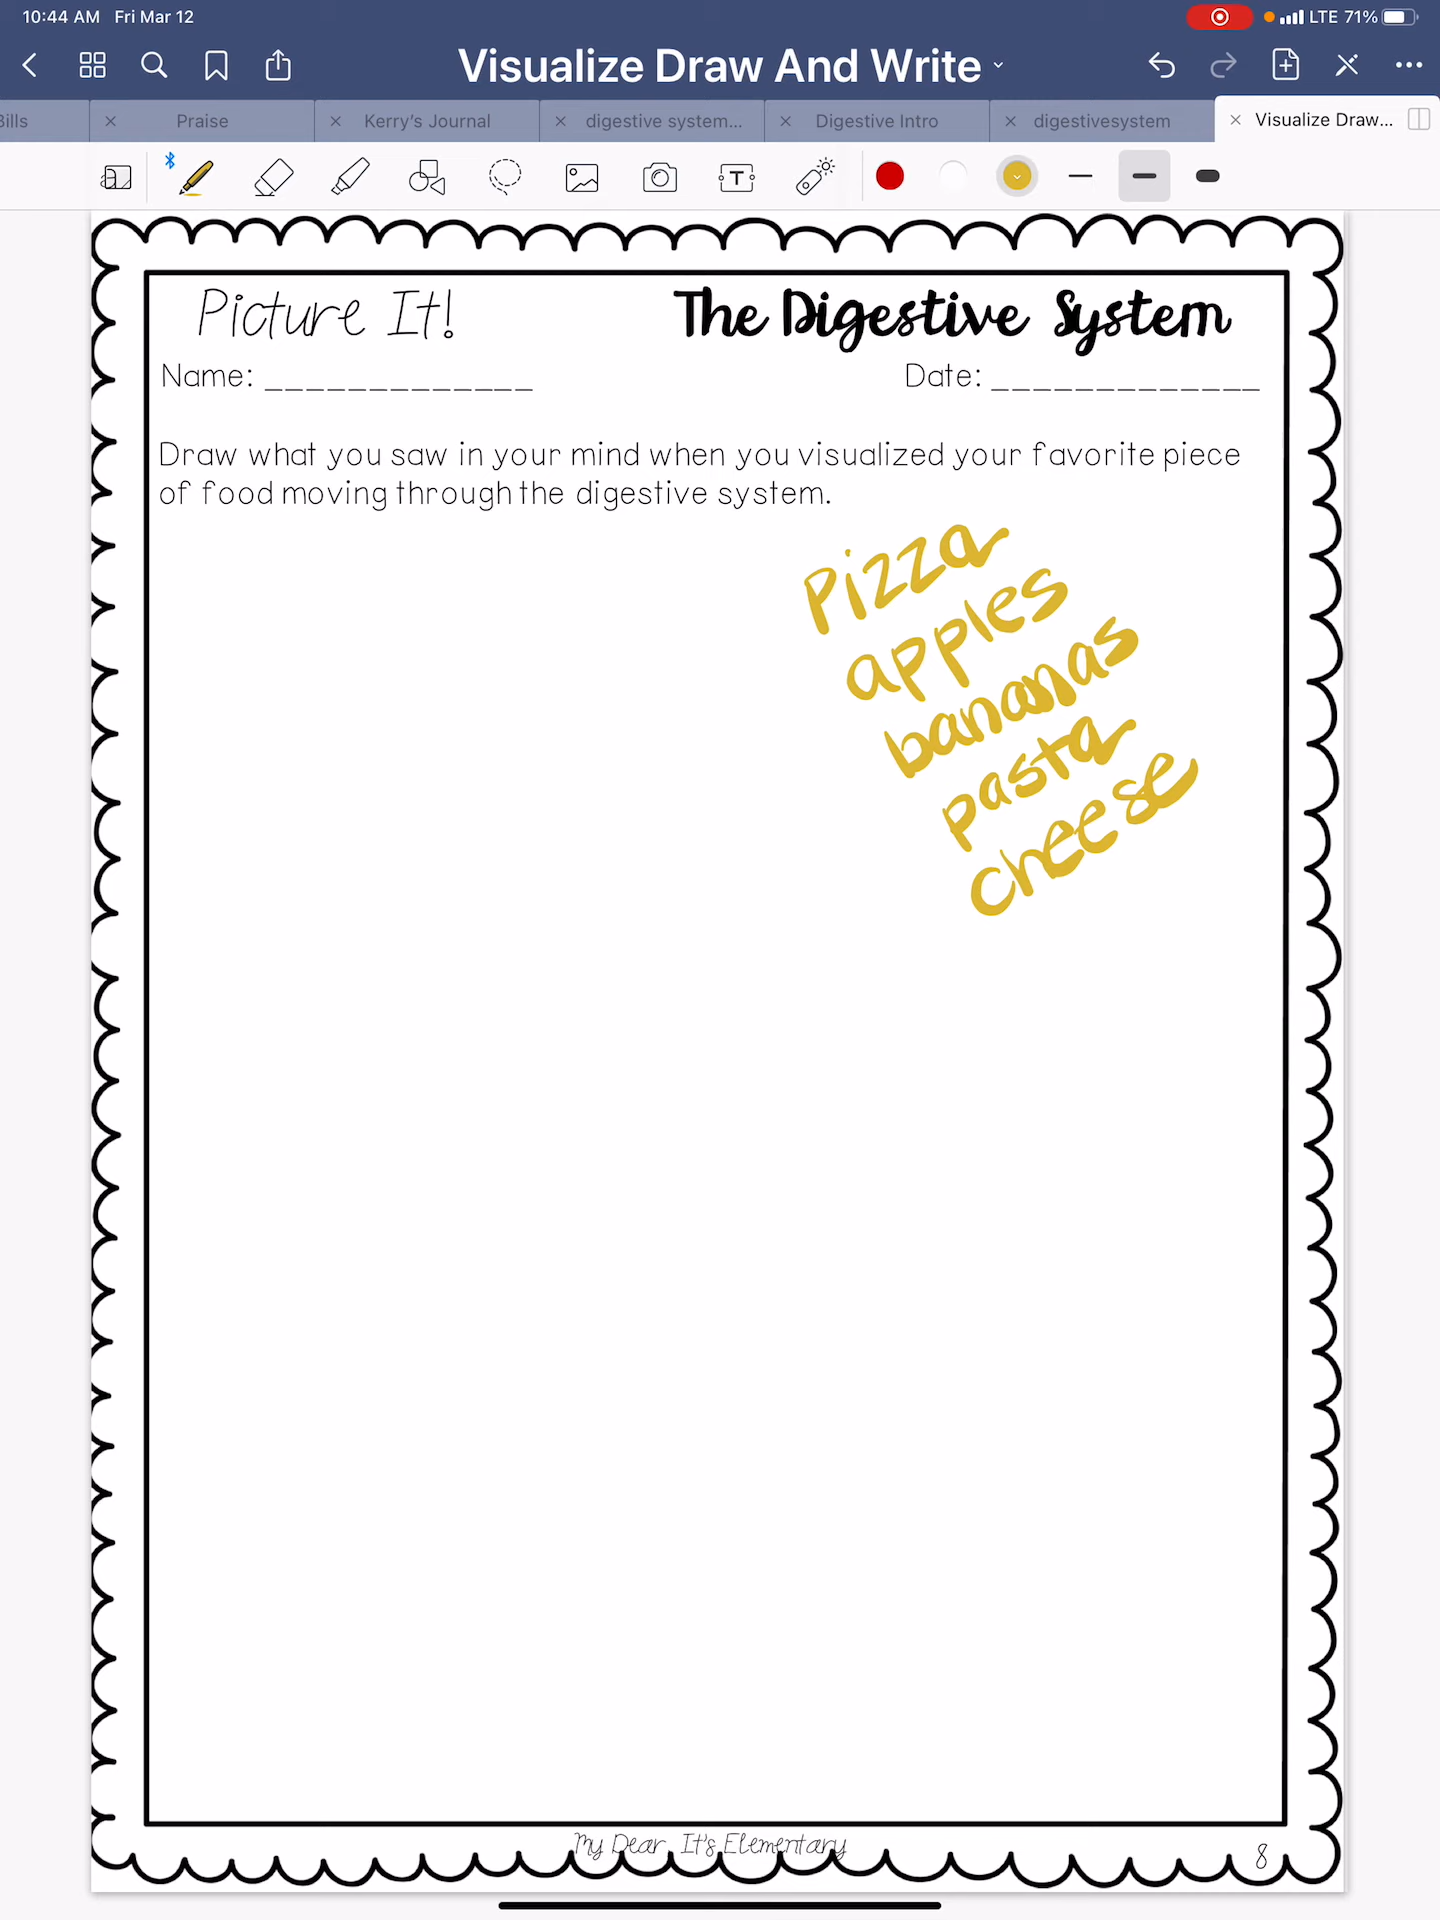 10:44 AM Fri Mar 12
LTE 71%
Visualize Draw And Write
Bills
Praise
Kerry's Journal
digestive system...
Digestive Intro
digestivesystem
Visualize Draw...
T
Picture It! The Digestive System
Name: _____________ Date: _____________
Draw what you saw in your mind when you visualized your favorite piece
of food moving through the digestive system.
Pizza
apples
bananas
pasta
cheese
My Dear, It's Elementary
8